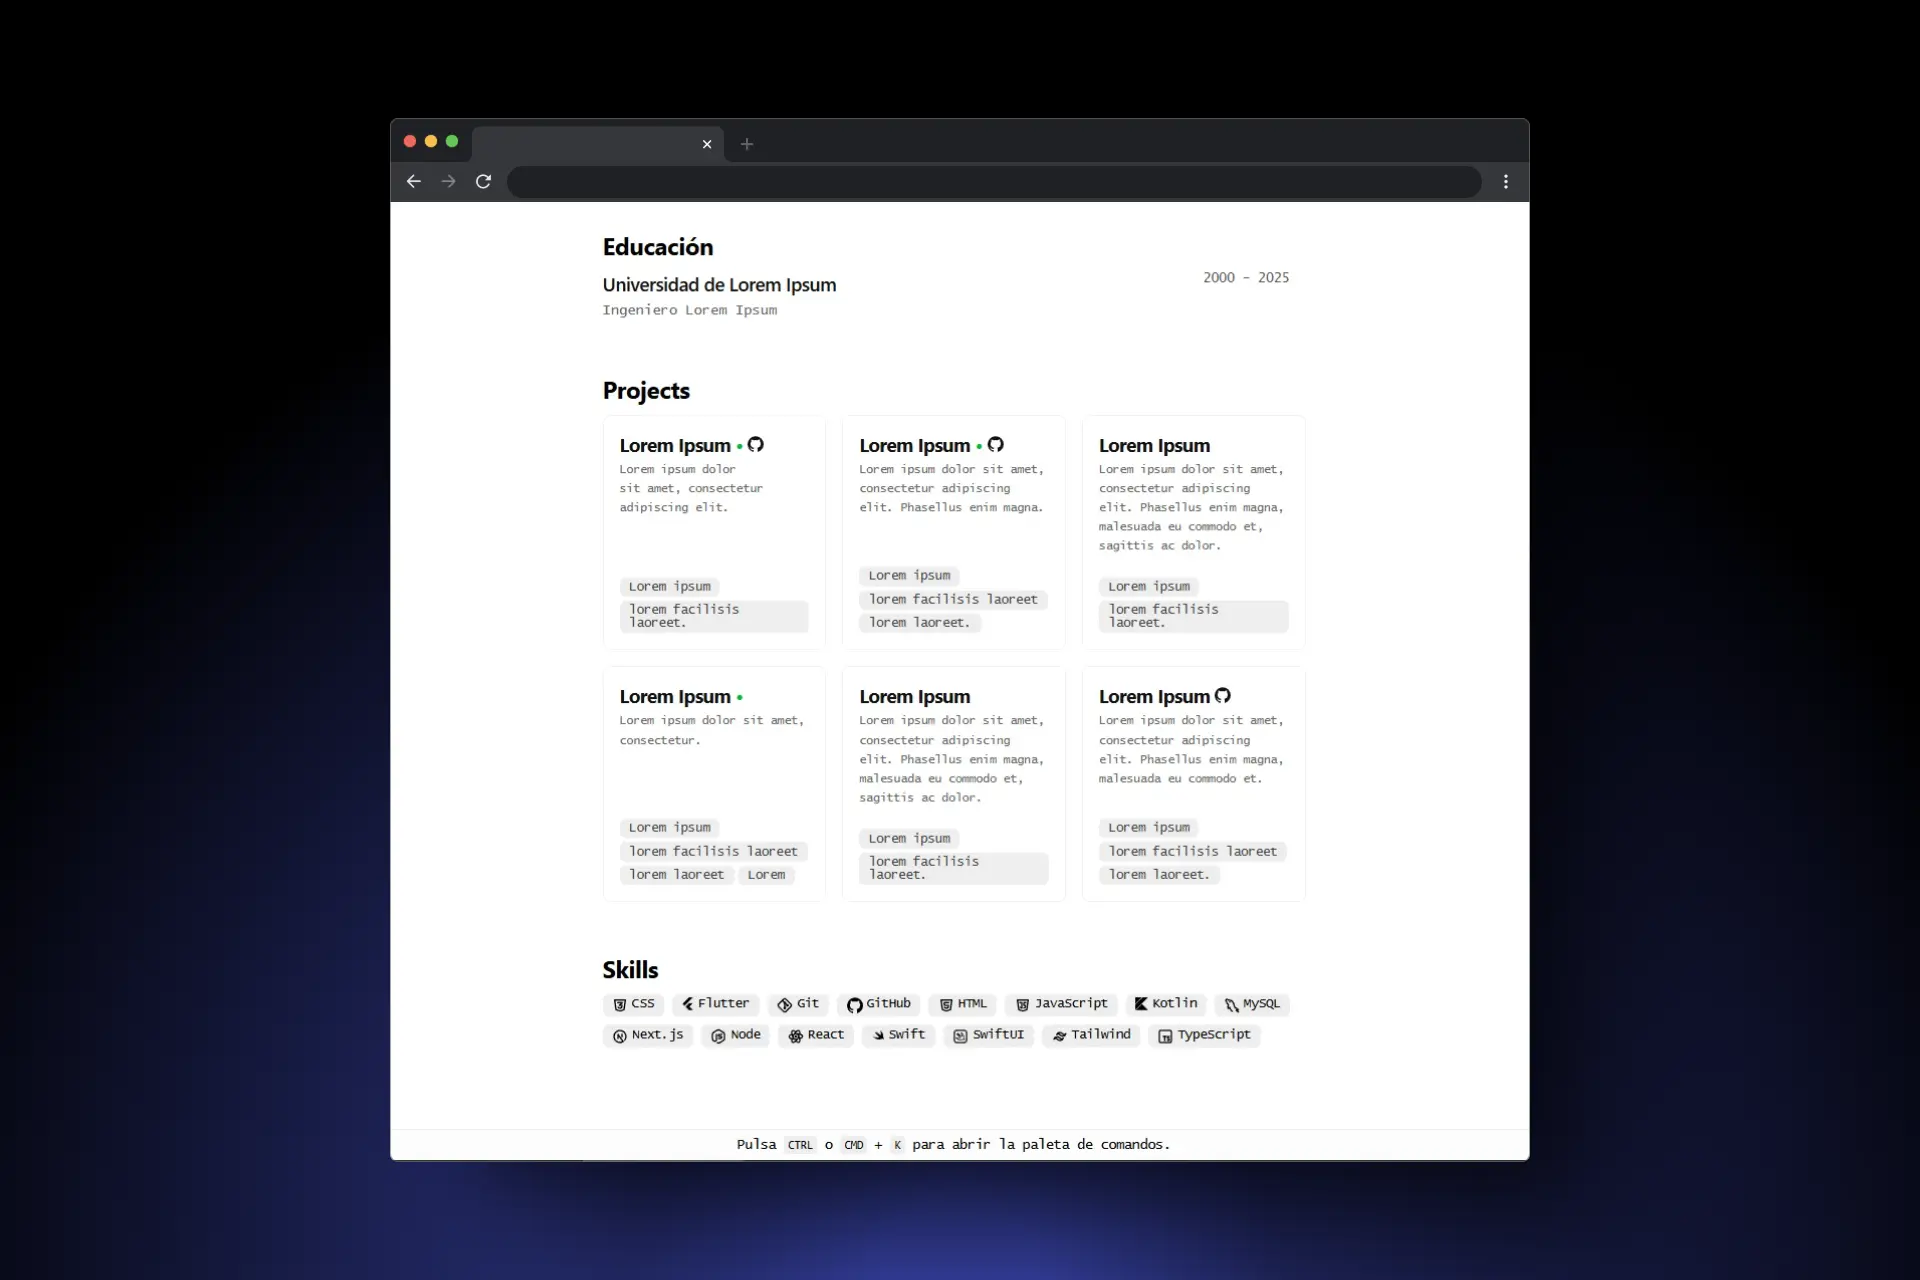 Educación
Universidad de Lorem Ipsum
2000 - 2025
Ingeniero Lorem Ipsum
Projects
Lorem Ipsum
Lorem ipsum dolor
sit amet, consectetur
adipiscing elit.
Lorem ipsum
lorem facilisis
laoreet.
Lorem Ipsum
Lorem ipsum dolor sit amet,
consectetur adipiscing
elit. Phasellus enim magna.
Lorem ipsum
lorem facilisis laoreet
lorem laoreet.
Lorem Ipsum
Lorem ipsum dolor sit amet,
consectetur adipiscing
elit. Phasellus enim magna,
malesuada eu commodo et,
sagittis ac dolor.
Lorem ipsum
lorem facilisis
laoreet.
Lorem Ipsum
Lorem ipsum dolor sit amet,
consectetur.
Lorem ipsum
lorem facilisis laoreet
lorem laoreet Lorem
Lorem Ipsum
Lorem ipsum dolor sit amet,
consectetur adipiscing
elit. Phasellus enim magna,
malesuada eu commodo et,
sagittis ac dolor.
Lorem ipsum
lorem facilisis
laoreet.
Lorem Ipsum
Lorem ipsum dolor sit amet,
consectetur adipiscing
elit. Phasellus enim magna,
malesuada eu commodo et.
Lorem ipsum
lorem facilisis laoreet
lorem laoreet.
Skills
CSS Flutter Git GitHub HTML JavaScript Kotlin MySQL
Next.js Node React Swift SwiftUI Tailwind TypeScript
Pulsa CTRL o CMD + K para abrir la paleta de comandos.